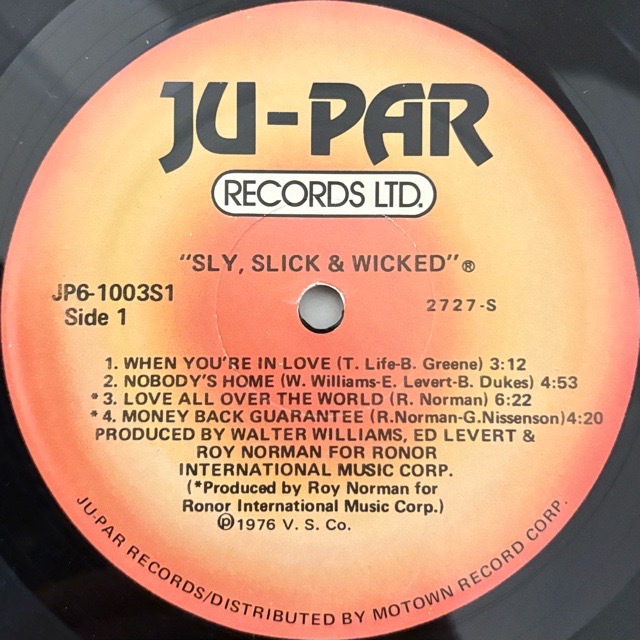 JU-PAR
RECORDS LTD.
"SLY, SLICK & WICKED"®
JP6-1003S1
Side 1
2727-S
1. WHEN YOU'RE IN LOVE (T. Life-B. Greene) 3:12
2. NOBODY'S HOME (W. Williams-E. Levert-B. Dukes) 4:53
*3. LOVE ALL OVER THE WORLD (R. Norman) 6:22
*4. MONEY BACK GUARANTEE (R.Norman-G.Nissenson)4:20
PRODUCED BY WALTER WILLIAMS, ED LEVERT &
ROY NORMAN FOR RONOR
INTERNATIONAL MUSIC CORP.
(*Produced by Roy Norman for
Ronor International Music Corp.)
℗1976 V. S. Co.
JU-PAR RECORDS/DISTRIBUTED BY MOTOWN RECORD CORP.